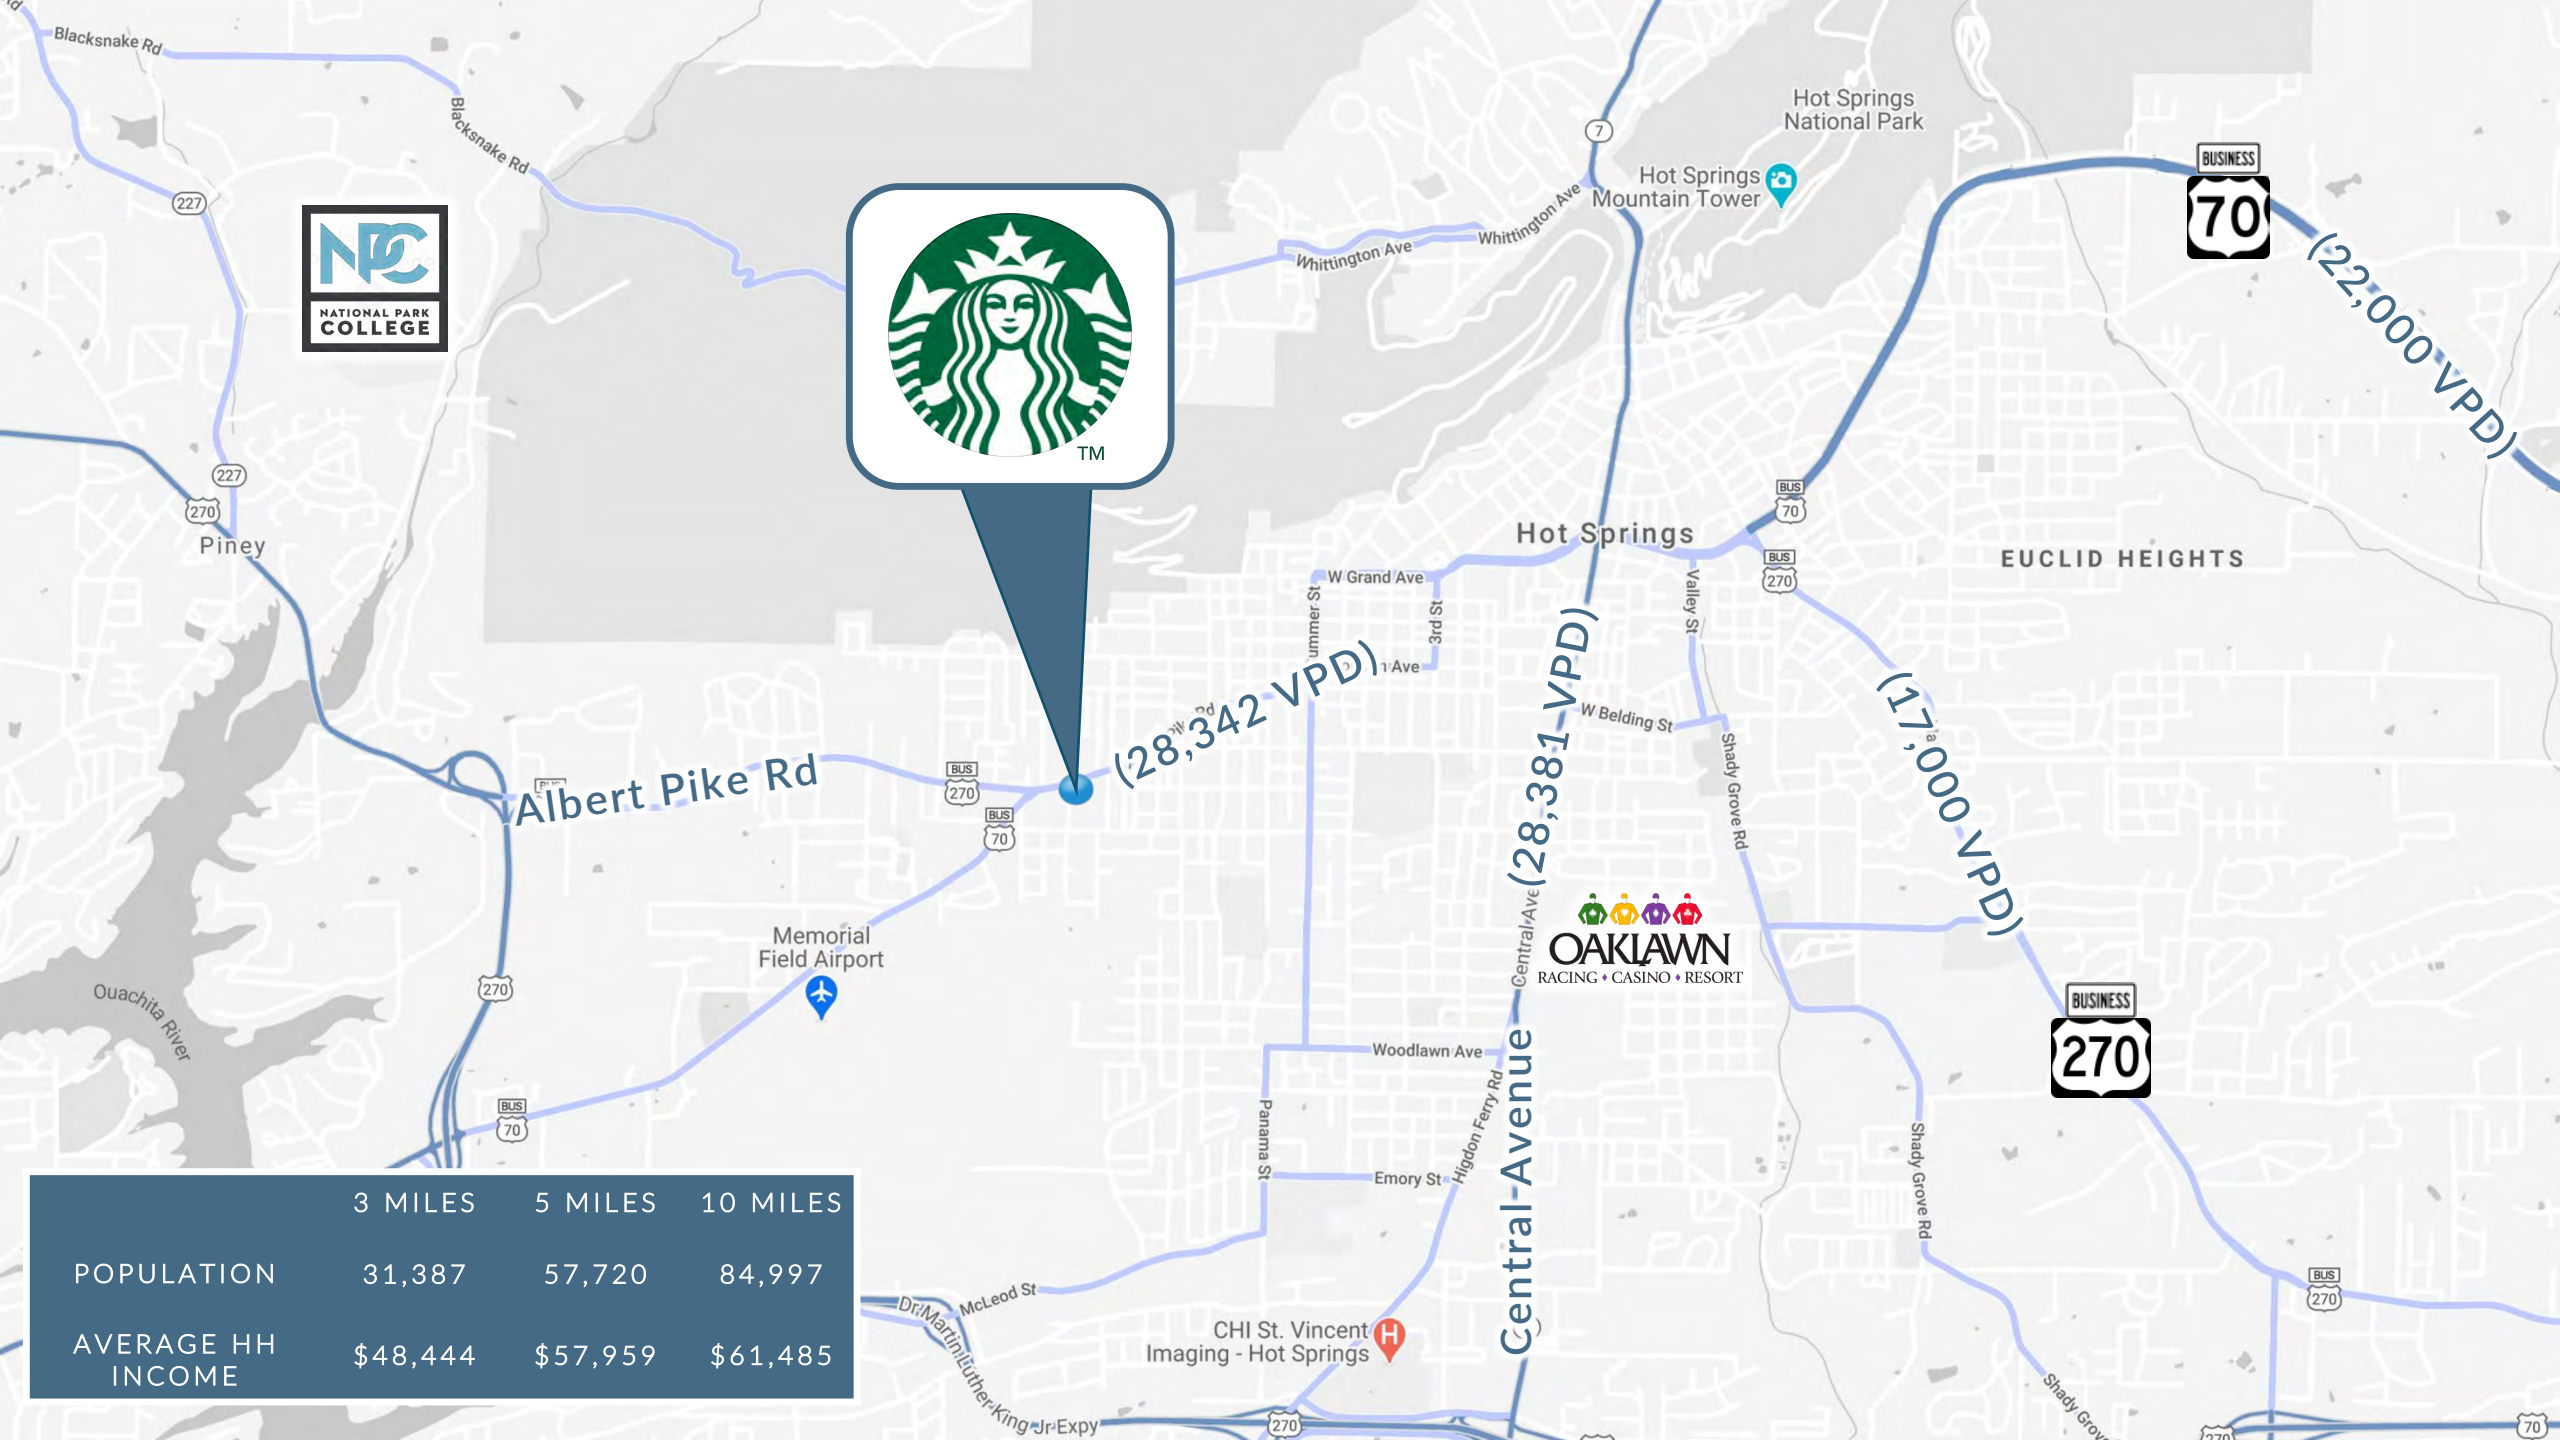 Blacksnake Rd
Blacksnake Rd
7
Hot Springs
National Park
BUSINESS
70
Hot Springs
Mountain Tower
227
NPC
NATIONAL PARK
COLLEGE
Whittington Ave
Whittington Ave
(22,000 VPD)
TM
227
270
Piney
BUS
70
Hot Springs
BUS
270
EUCLID HEIGHTS
W Grand Ave
3rd St
Valley St
Ave
(28,342 VPD)
(28,381 VPD)
W Belding St
(17,000 VPD)
Shady Grove Rd
Albert Pike Rd
BUS
270
BUS
70
Memorial
Field Airport
Central Ave
OAKLAWN
RACING • CASINO • RESORT
Ouachita River
270
BUSINESS
270
Woodlawn Ave
Higdon Ferry Rd
Central Avenue
Panama St
BUS
70
Emory St
Shady Grove Rd
3 MILES 5 MILES 10 MILES
POPULATION 31,387 57,720 84,997
AVERAGE HH
INCOME $48,444 $57,959 $61,485
McLeod St
Dr Martin Luther King Jr Expy
CHI St. Vincent
Imaging - Hot Springs
H
BUS
270
Shady Grov
270
270
70